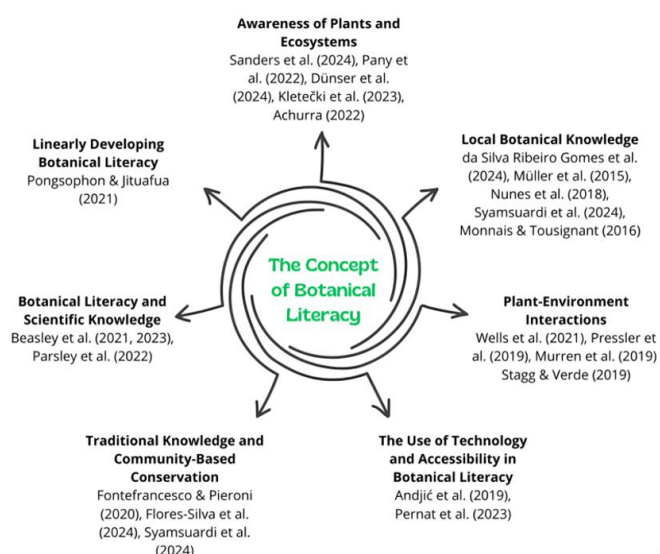 Awareness of Plants and
Ecosystems
Sanders et al. (2024), Pany et
al. (2022), Dünser et al.
(2024), Kletečki et al. (2023),
Achurra (2022)
Linearly Developing
Botanical Literacy
Pongsophon & Jituafua
(2021)
Local Botanical Knowledge
da Silva Ribeiro Gomes et al.
(2024), Müller et al. (2015),
Nunes et al. (2018),
Syamsuardi et al. (2024),
Monnais & Tousignant (2016)
The Concept
of Botanical
Literacy
Botanical Literacy and
Scientific Knowledge
Beasley et al. (2021, 2023),
Parsley et al. (2022)
Plant-Environment
Interactions
Wells et al. (2021), Pressler et
al. (2019), Murren et al. (2019)
Stagg & Verde (2019)
Traditional Knowledge and
Community-Based
Conservation
Fontefrancesco & Pieroni
(2020), Flores-Silva et al.
(2024), Syamsuardi et al.
(2024)
The Use of Technology
and Accessibility in
Botanical Literacy
Andjić et al. (2019),
Pernat et al. (2023)